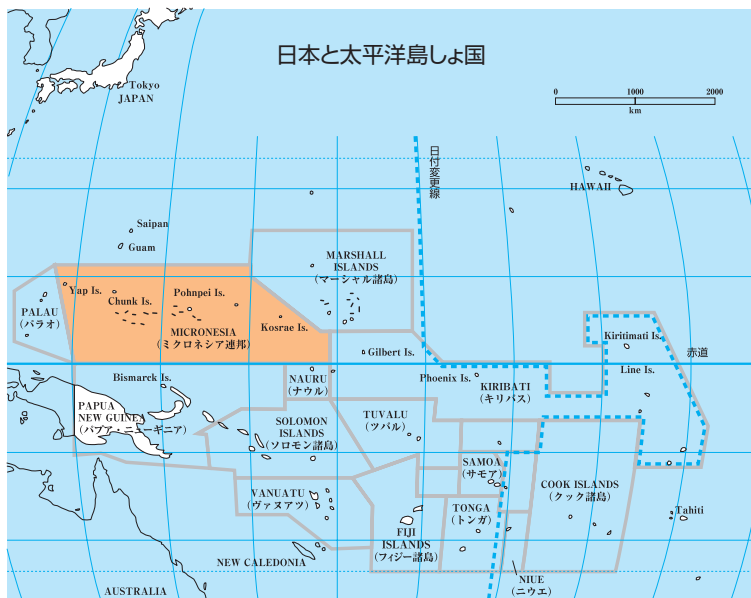 日本と太平洋島しょ国
Tokyo
JAPAN
0 1000 2000
km
日付変更線
HAWAII
Saipan
Guam
MARSHALL
ISLANDS
(マーシャル諸島)
Yap Is.
Chunk Is.
Pohnpei Is.
Kosrae Is.
PALAU
(パラオ)
MICRONESIA
(ミクロネシア連邦)
Gilbert Is.
Kiritimati Is.
赤道
Line Is.
Bismarck Is.
NAURU
(ナウル)
Phoenix Is.
KIRIBATI
(キリバス)
PAPUA
NEW GUINEA
(パプア・ニューギニア)
SOLOMON
ISLANDS
(ソロモン諸島)
TUVALU
(ツバル)
SAMOA
(サモア)
COOK ISLANDS
(クック諸島)
VANUATU
(ヴァヌアツ)
TONGA
(トンガ)
Tahiti
FIJI
ISLANDS
(フィジー諸島)
NEW CALEDONIA
NIUE
(ニウエ)
AUSTRALIA